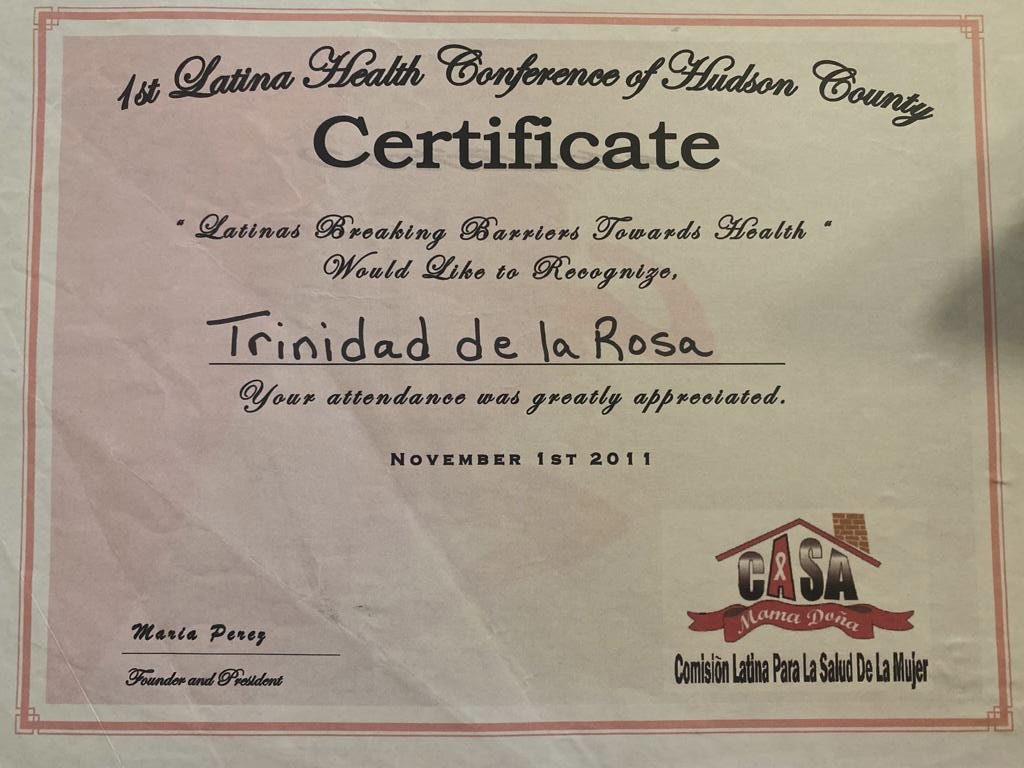 1st Latina Health Conference of Hudson County
Certificate
" Latinas Breaking Barriers Towards Health "
Would Like to Recognize,
Trinidad de la Rosa
Your attendance was greatly appreciated.
NOVEMBER 1ST 2011
CASA
Mama Doña
Comisiòn Latina Para La Salud De La Mujer
Maria Perez
Founder and President